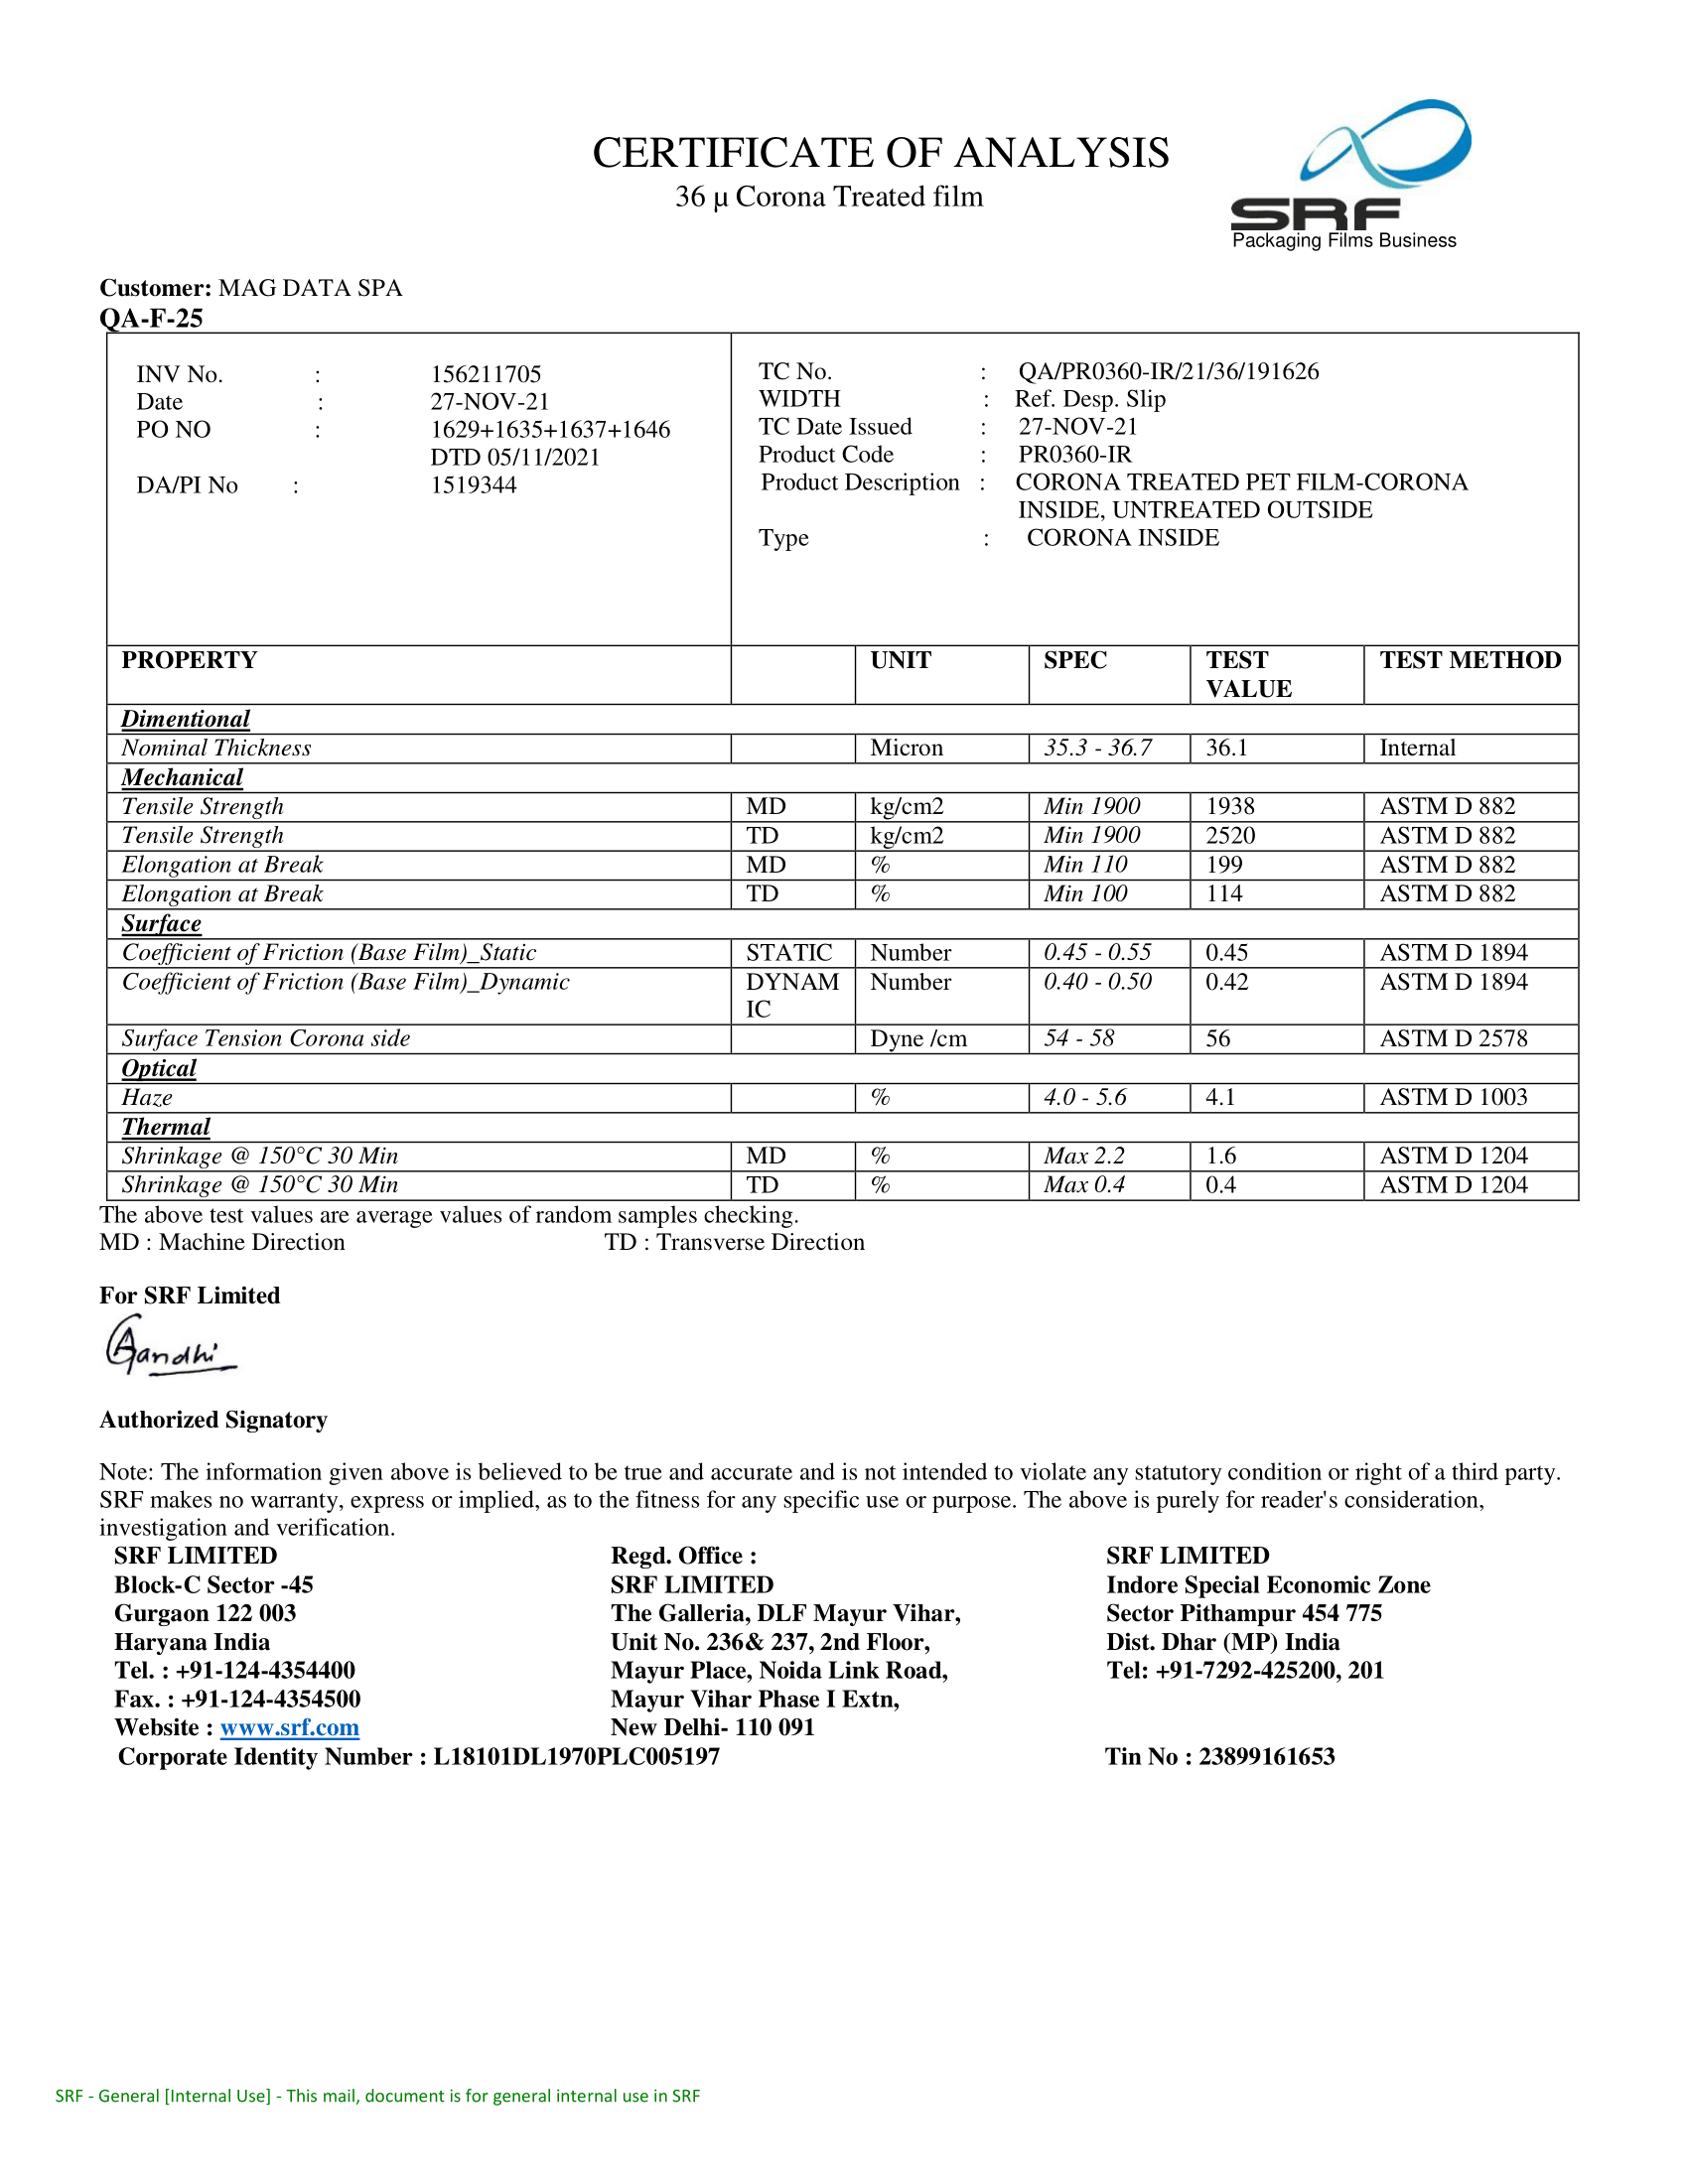 CERTIFICATE OF ANALYSIS
36 µ Corona Treated film
SRF
Packaging Films Business
Customer: MAG DATA SPA
QA-F-25
INV No. : 156211705
Date : 27-NOV-21
PO NO : 1629+1635+1637+1646
DTD 05/11/2021
DA/PI No : 1519344
TC No. : QA/PR0360-IR/21/36/191626
WIDTH : Ref. Desp. Slip
TC Date Issued : 27-NOV-21
Product Code : PR0360-IR
Product Description : CORONA TREATED PET FILM-CORONA
INSIDE, UNTREATED OUTSIDE
Type : CORONA INSIDE
PROPERTY UNIT SPEC TEST VALUE TEST METHOD
Dimentional
Nominal Thickness Micron 35.3 - 36.7 36.1 Internal
Mechanical
Tensile Strength MD kg/cm2 Min 1900 1938 ASTM D 882
Tensile Strength TD kg/cm2 Min 1900 2520 ASTM D 882
Elongation at Break MD % Min 110 199 ASTM D 882
Elongation at Break TD % Min 100 114 ASTM D 882
Surface
Coefficient of Friction (Base Film)_Static STATIC Number 0.45 - 0.55 0.45 ASTM D 1894
Coefficient of Friction (Base Film)_Dynamic DYNAM IC Number 0.40 - 0.50 0.42 ASTM D 1894
Surface Tension Corona side Dyne /cm 54 - 58 56 ASTM D 2578
Optical
Haze % 4.0 - 5.6 4.1 ASTM D 1003
Thermal
Shrinkage @ 150°C 30 Min MD % Max 2.2 1.6 ASTM D 1204
Shrinkage @ 150°C 30 Min TD % Max 0.4 0.4 ASTM D 1204
The above test values are average values of random samples checking.
MD : Machine Direction TD : Transverse Direction
For SRF Limited
Gandhi
Authorized Signatory
Note: The information given above is believed to be true and accurate and is not intended to violate any statutory condition or right of a third party.
SRF makes no warranty, express or implied, as to the fitness for any specific use or purpose. The above is purely for reader's consideration,
investigation and verification.
SRF LIMITED
Block-C Sector -45
Gurgaon 122 003
Haryana India
Tel. : +91-124-4354400
Fax. : +91-124-4354500
Website : www.srf.com
Regd. Office :
SRF LIMITED
The Galleria, DLF Mayur Vihar,
Unit No. 236& 237, 2nd Floor,
Mayur Place, Noida Link Road,
Mayur Vihar Phase I Extn,
New Delhi- 110 091
SRF LIMITED
Indore Special Economic Zone
Sector Pithampur 454 775
Dist. Dhar (MP) India
Tel: +91-7292-425200, 201
Corporate Identity Number : L18101DL1970PLC005197
Tin No : 23899161653
SRF - General [Internal Use] - This mail, document is for general internal use in SRF